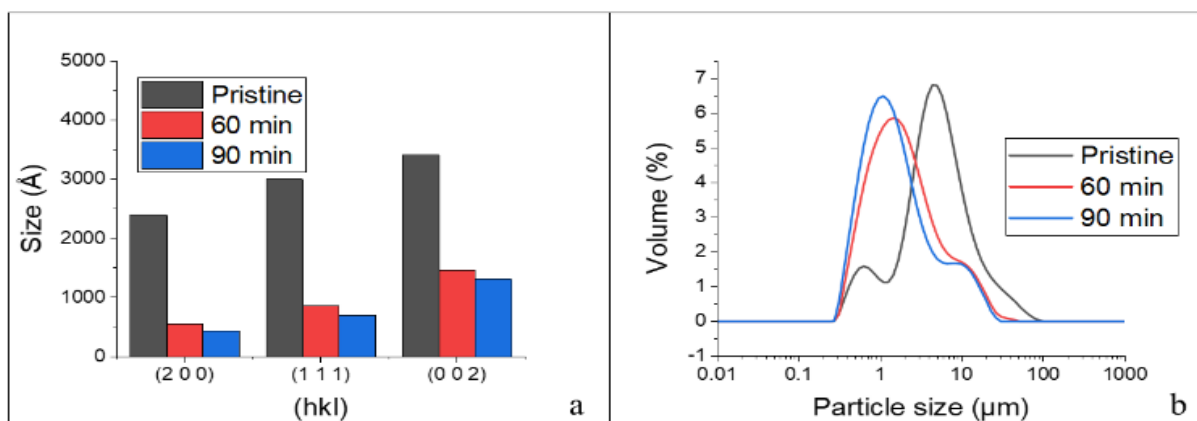 5000
4000
3000
2000
1000
0
Size (Å)
Pristine
60 min
90 min
(2 0 0)
(1 1 1)
(0 0 2)
(hkl)
a
7
6
5
4
3
2
1
0
-1
Volume (%)
Pristine
60 min
90 min
0.01
0.1
1
10
100
1000
Particle size (µm)
b